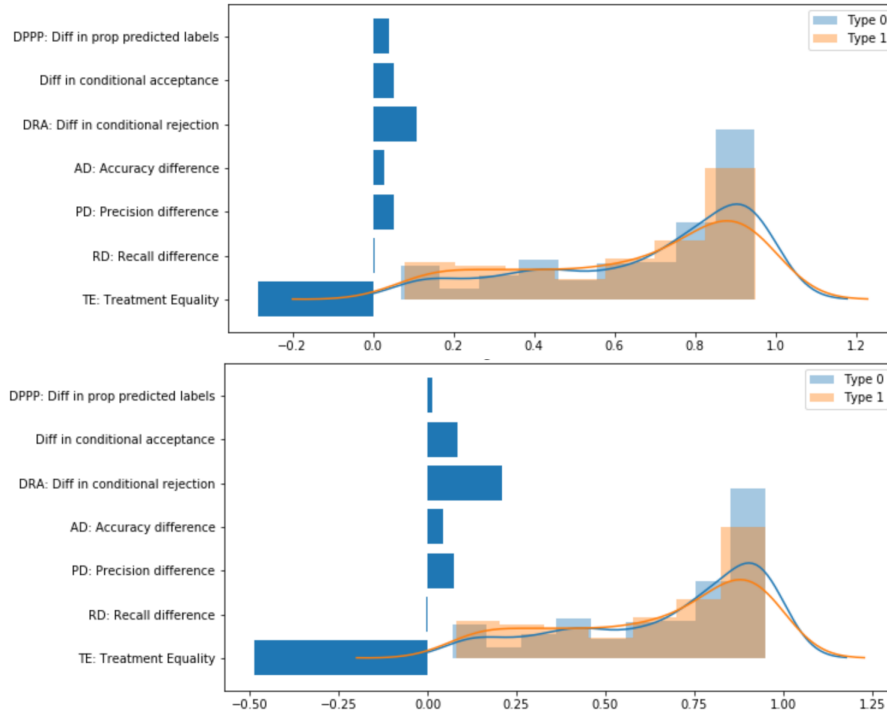 Type 0
Type 1
DPPP: Diff in prop predicted labels
Diff in conditional acceptance
DRA: Diff in conditional rejection
AD: Accuracy difference
PD: Precision difference
RD: Recall difference
TE: Treatment Equality
−0.2 0.0 0.2 0.4 0.6 0.8 1.0 1.2
Type 0
Type 1
DPPP: Diff in prop predicted labels
Diff in conditional acceptance
DRA: Diff in conditional rejection
AD: Accuracy difference
PD: Precision difference
RD: Recall difference
TE: Treatment Equality
−0.50 −0.25 0.00 0.25 0.50 0.75 1.00 1.25